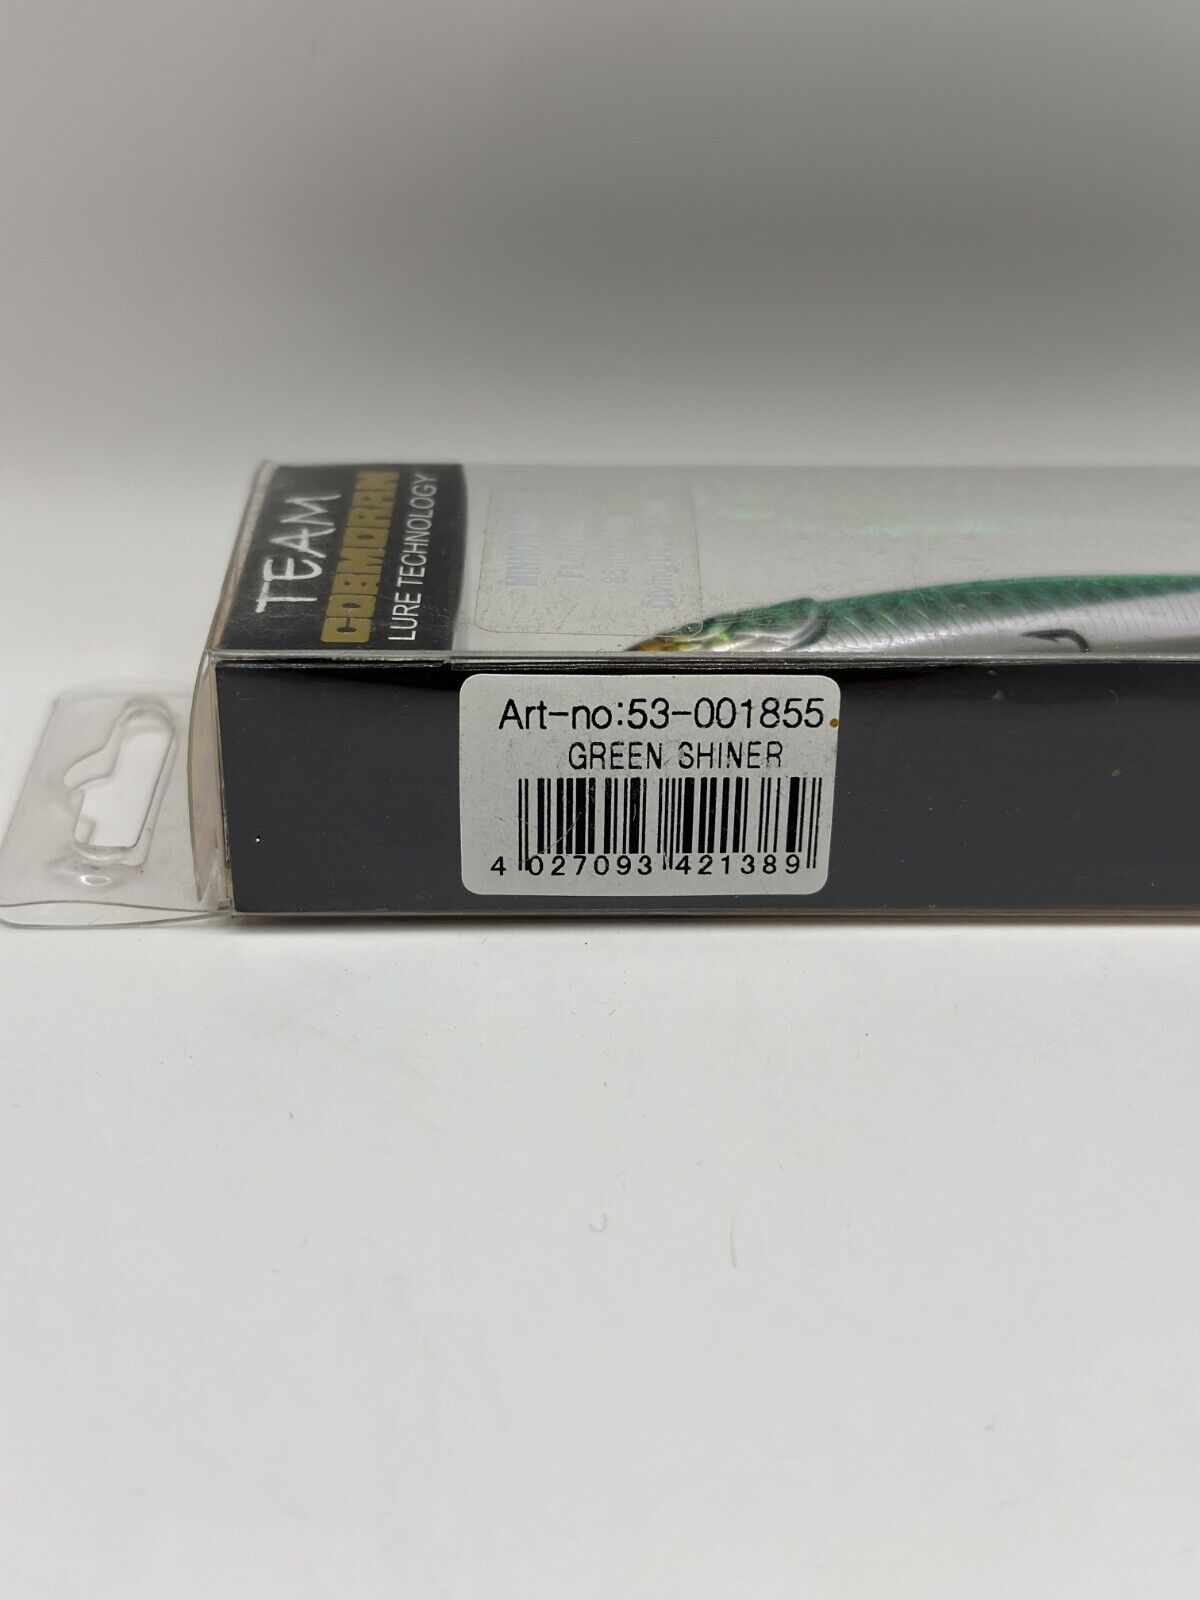 TEAM
CORMORAN
LURE TECHNOLOGY
Art-no:53-001855
GREEN SHINER
4 027093 421389